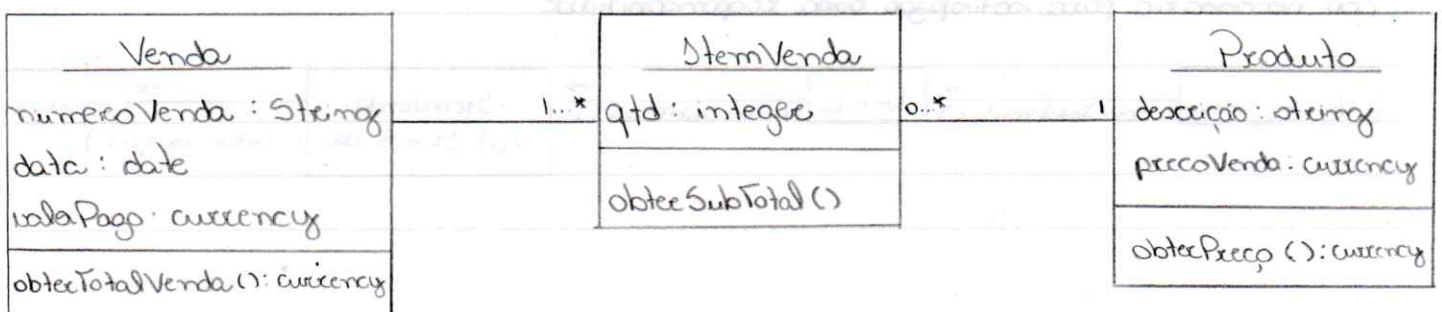 Venda
numeroVenda : String
data : date
valaPago : currency
obterTotalVenda () : currency
1...*
ItemVenda
qtd : integer
obterSubTotal ()
0...*
1
Produto
descrição : string
precoVenda : currency
obterPreço () : currency